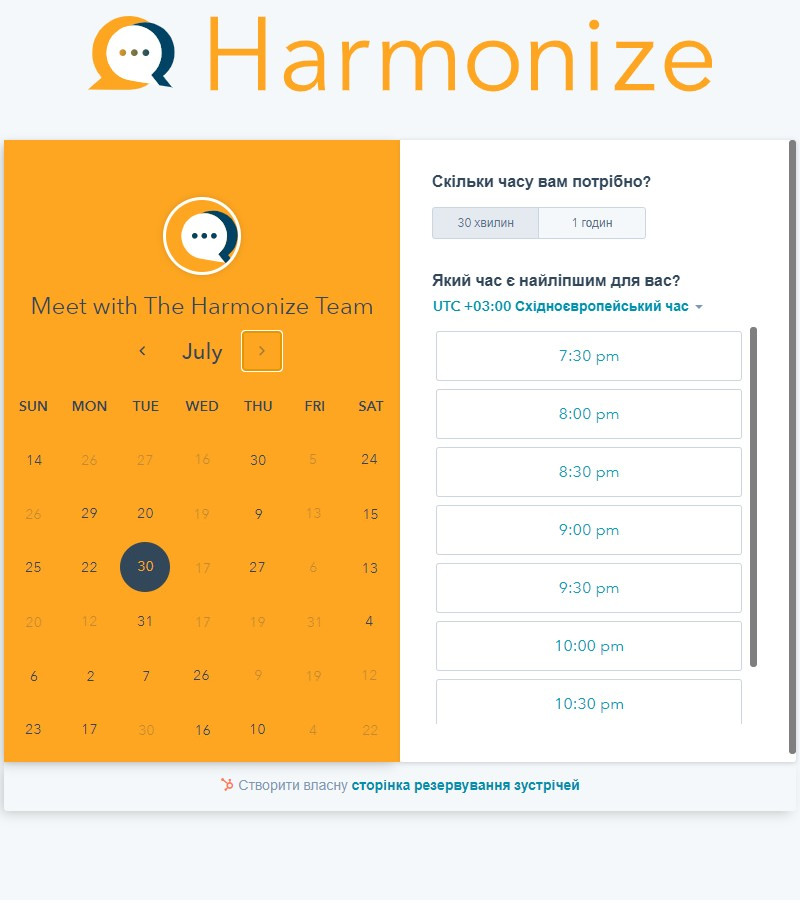 Harmonize
Meet with The Harmonize Team
July
SUN MON TUE WED THU FRI SAT
14 26 27 16 30 5 24
26 29 20 19 9 13 15
25 22 30 17 27 6 13
20 12 31 17 19 31 4
6 2 7 26 9 19 12
23 17 30 16 10 4 22
Скільки часу вам потрібно?
30 хвилин 1 годин
Який час є найліпшим для вас?
UTC +03:00 Східноєвропейський час
7:30 pm
8:00 pm
8:30 pm
9:00 pm
9:30 pm
10:00 pm
10:30 pm
Створити власну сторінка резервування зустрічей